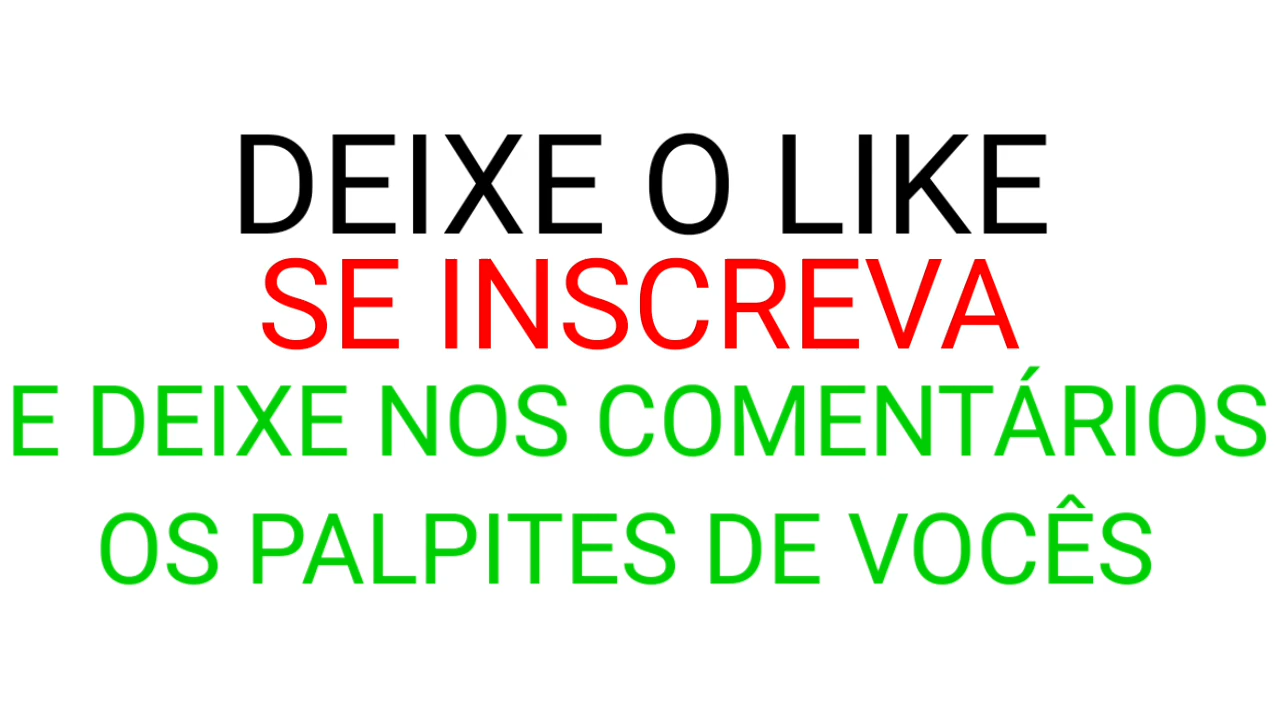 DEIXE O LIKE
SE INSCREVA
E DEIXE NOS COMENTÁRIOS
OS PALPITES DE VOCÊS